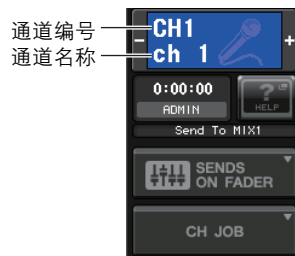 通道编号
通道名称
CH1
- ch 1 +
0:00:00
ADMIN
?
HELP
Send To MIX1
SENDS
ON FADER
CH JOB